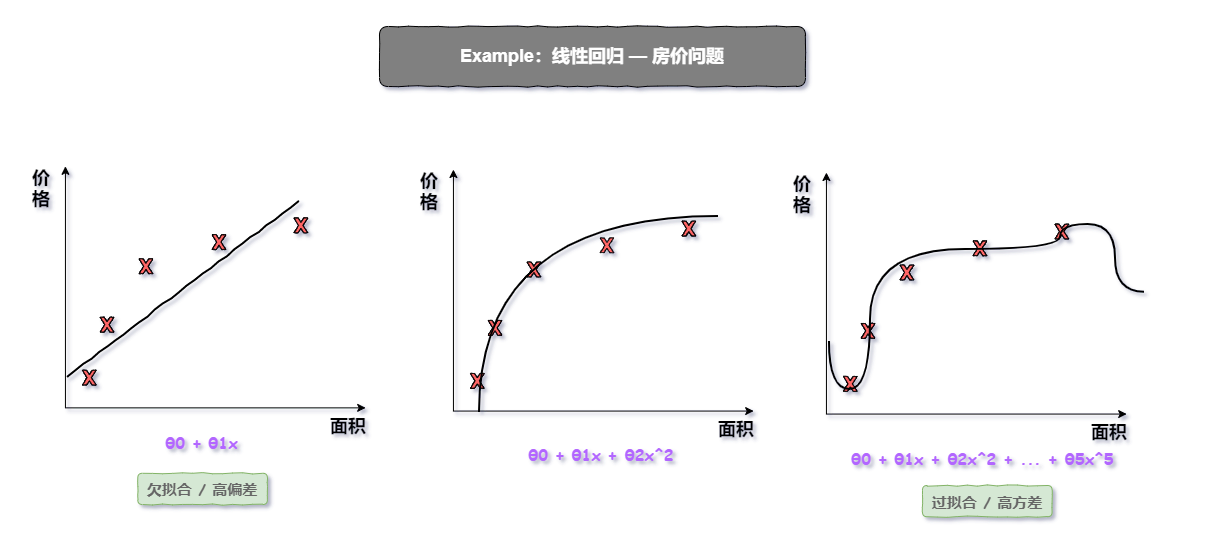 Example：线性回归 — 房价问题
价
格
X
X
X
X
X
面积
θ0 + θ1x
欠拟合 / 高偏差
价
格
X
X
X
X
X
面积
θ0 + θ1x + θ2x^2
价
格
X
X
X
X
X
面积
θ0 + θ1x + θ2x^2 + ... + θ5x^5
过拟合 / 高方差